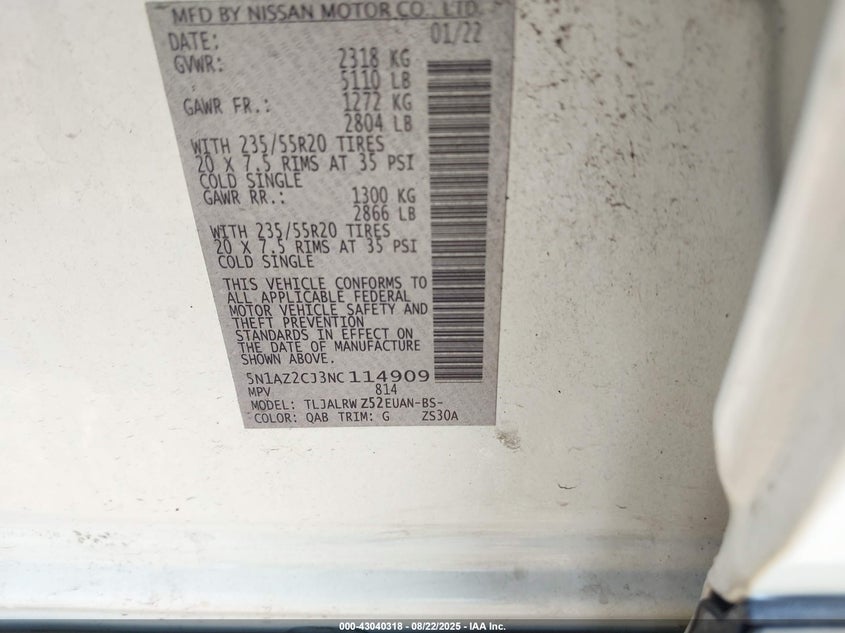 MFD BY NISSAN MOTOR CO., LTD.
DATE: 01/22
GVWR: 2318 KG
5110 LB
GAWR FR.: 1272 KG
2804 LB
WITH 235/55R20 TIRES
20 X 7.5 RIMS AT 35 PSI
COLD SINGLE
GAWR RR.: 1300 KG
2866 LB
WITH 235/55R20 TIRES
20 X 7.5 RIMS AT 35 PSI
COLD SINGLE
THIS VEHICLE CONFORMS TO
ALL APPLICABLE FEDERAL
MOTOR VEHICLE SAFETY AND
THEFT PREVENTION
STANDARDS IN EFFECT ON
THE DATE OF MANUFACTURE
SHOWN ABOVE.
5N1AZ2CJ3NC114909
MPV 814
MODEL: TLJALRWZ52EUAN-BS-
COLOR: QAB TRIM: G ZS30A
000-43040318 - 08/22/2025 - IAA Inc.